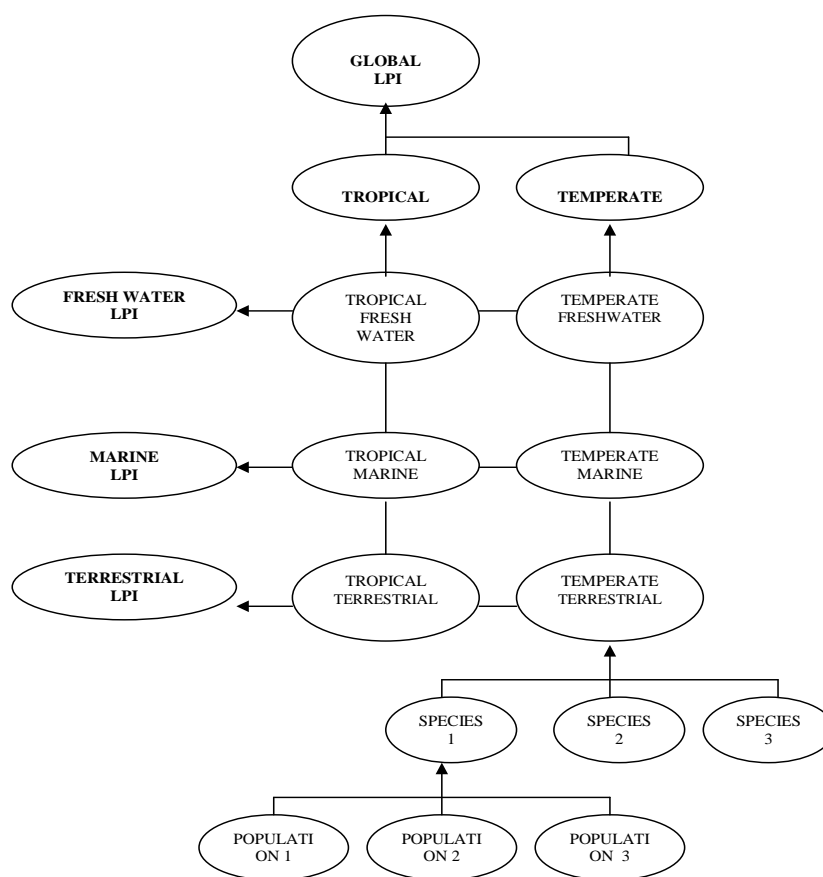 GLOBAL
LPI
TROPICAL
TEMPERATE
FRESH WATER
LPI
TROPICAL
FRESH
WATER
TEMPERATE
FRESHWATER
MARINE
LPI
TROPICAL
MARINE
TEMPERATE
MARINE
TERRESTRIAL
LPI
TROPICAL
TERRESTRIAL
TEMPERATE
TERRESTRIAL
SPECIES
1
SPECIES
2
SPECIES
3
POPULATI
ON 1
POPULATI
ON 2
POPULATI
ON 3